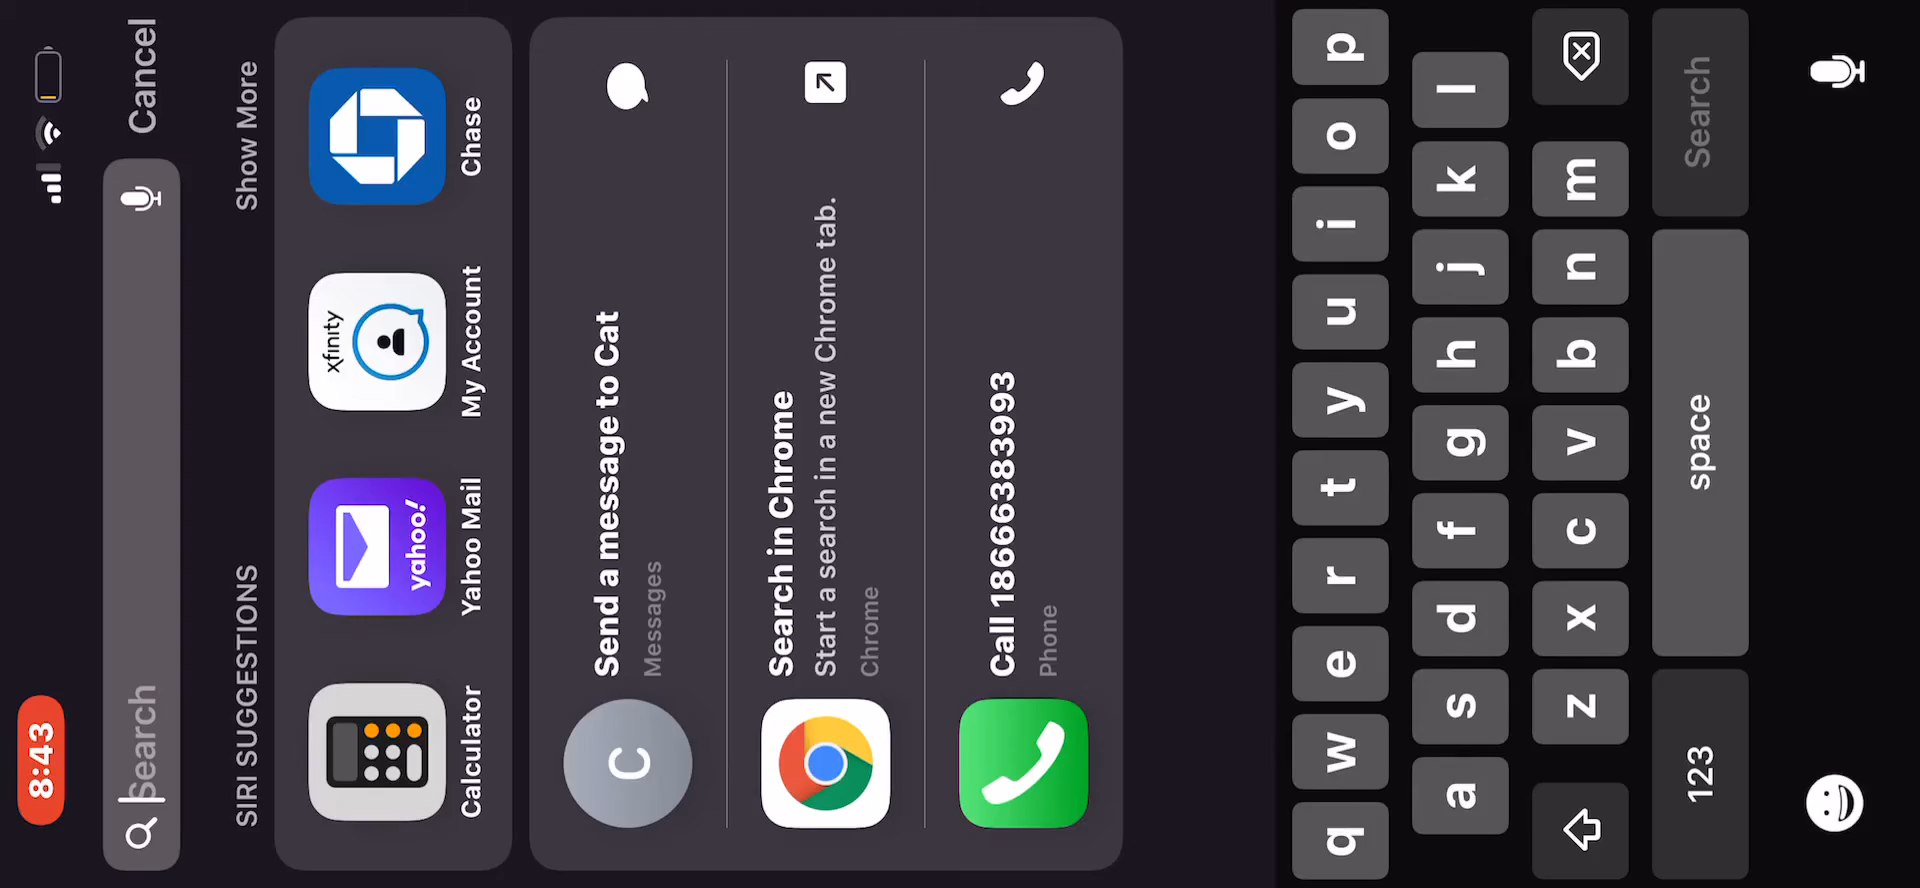 8:43
Search
Cancel
SIRI SUGGESTIONS
Show More
yahoo!
xfinity
Calculator
Yahoo Mail
My Account
Chase
C
Send a message to Cat
Messages
Search in Chrome
Start a search in a new Chrome tab.
Chrome
Call 18666383993
Phone
q w e r t y u i o p
a s d f g h j k l
z x c v b n m
123
space
Search